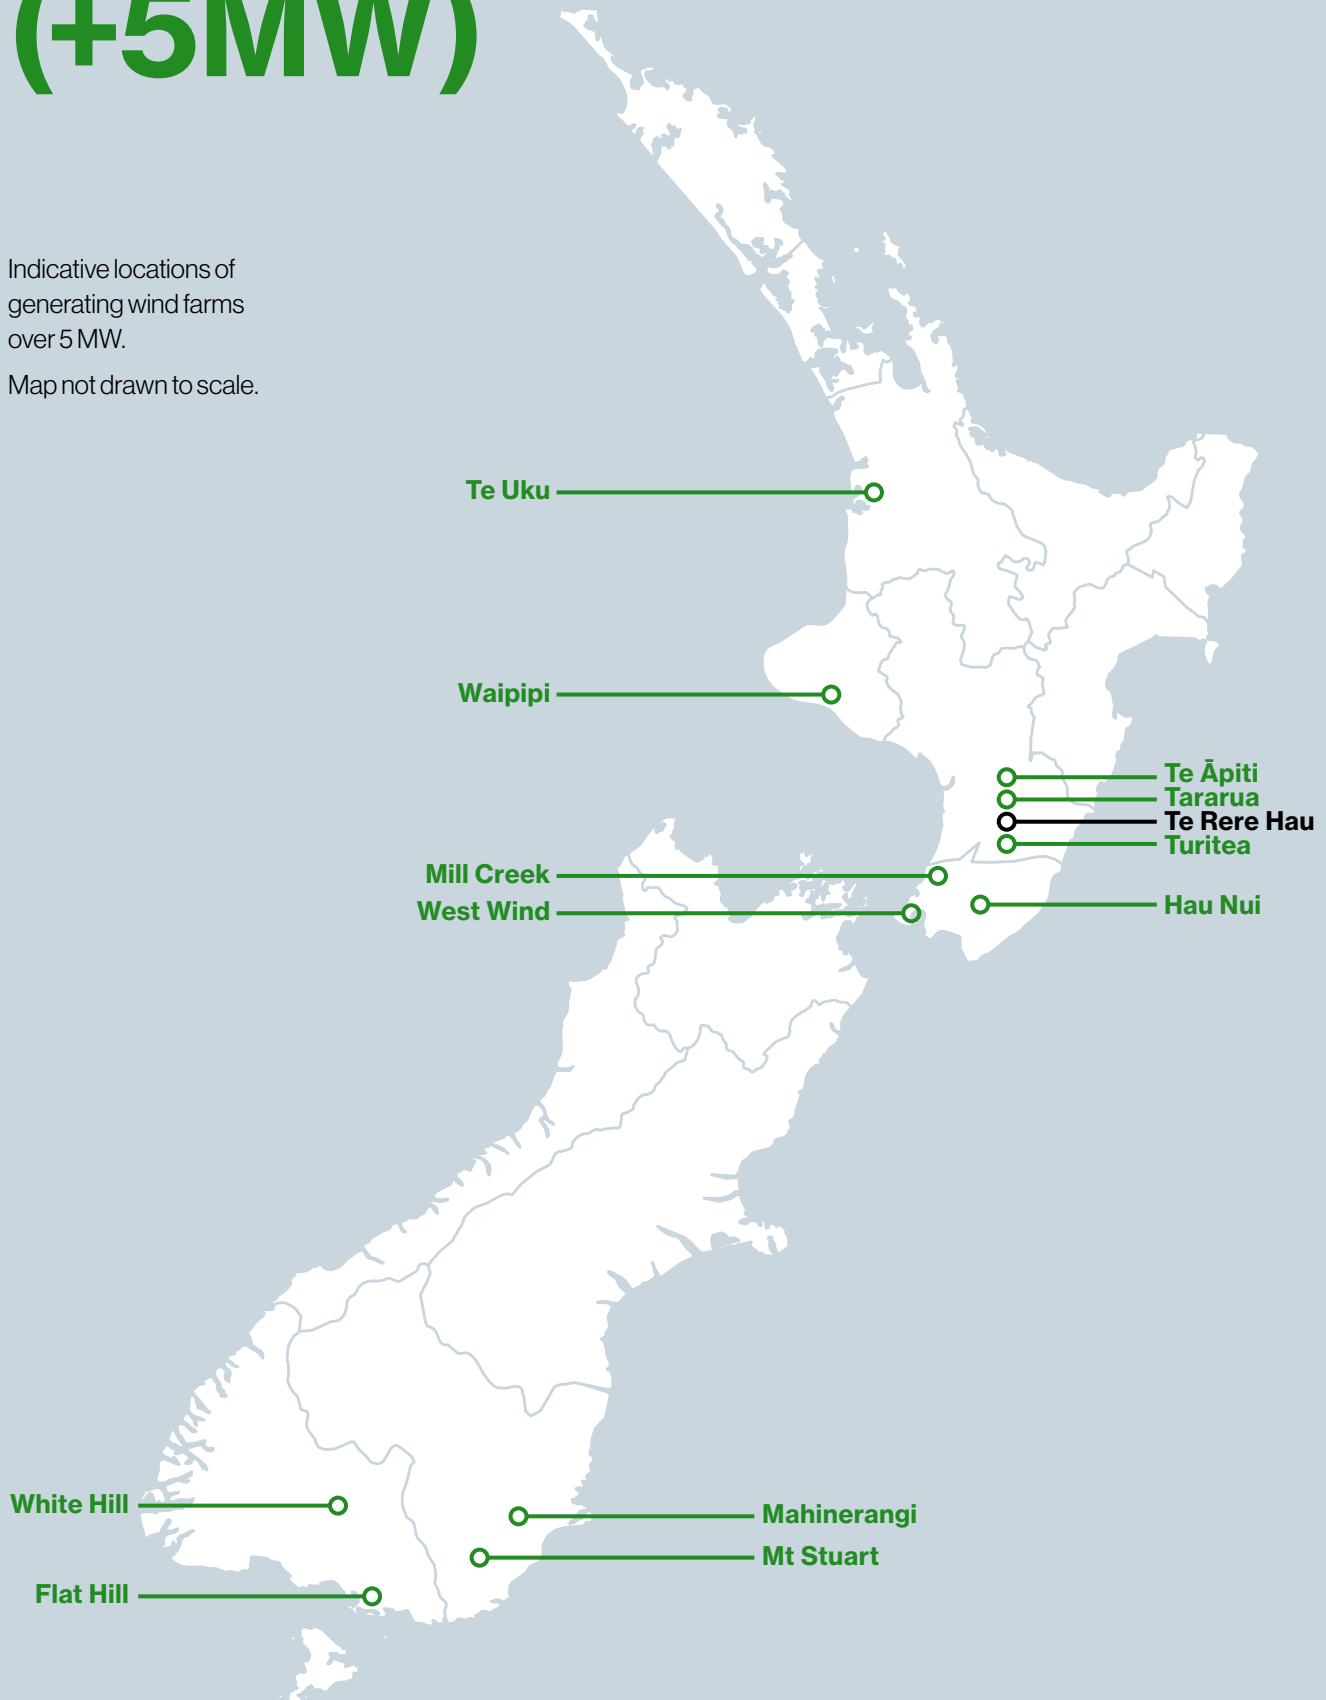 (+5MW)
Indicative locations of
generating wind farms
over 5 MW.
Map not drawn to scale.
Te Uku
Waipipi
Te Āpiti
Tararua
Te Rere Hau
Turitea
Mill Creek
West Wind
Hau Nui
White Hill
Mahinerangi
Mt Stuart
Flat Hill